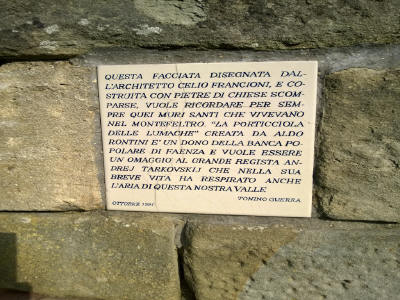 QUESTA FACCIATA DISEGNATA DAL-
L'ARCHITETTO CELIO FRANCIONI, E CO-
STRUITA CON PIETRE DI CHIESE SCOM-
PARSE, VUOLE RICORDARE PER SEM-
PRE QUEI MURI SANTI CHE VIVEVANO
NEL MONTEFELTRO. "LA PORTICCIOLA
DELLE LUMACHE" CREATA DA ALDO
RONTINI E' UN DONO DELLA BANCA PO-
POLARE DI FAENZA E VUOLE ESSERE
UN OMAGGIO AL GRANDE REGISTA AN-
DREJ TARKOVSKIJ CHE NELLA SUA
BREVE VITA HA RESPIRATO ANCHE
L'ARIA DI QUESTA NOSTRA VALLE
TONINO GUERRA
OTTOBRE 1991